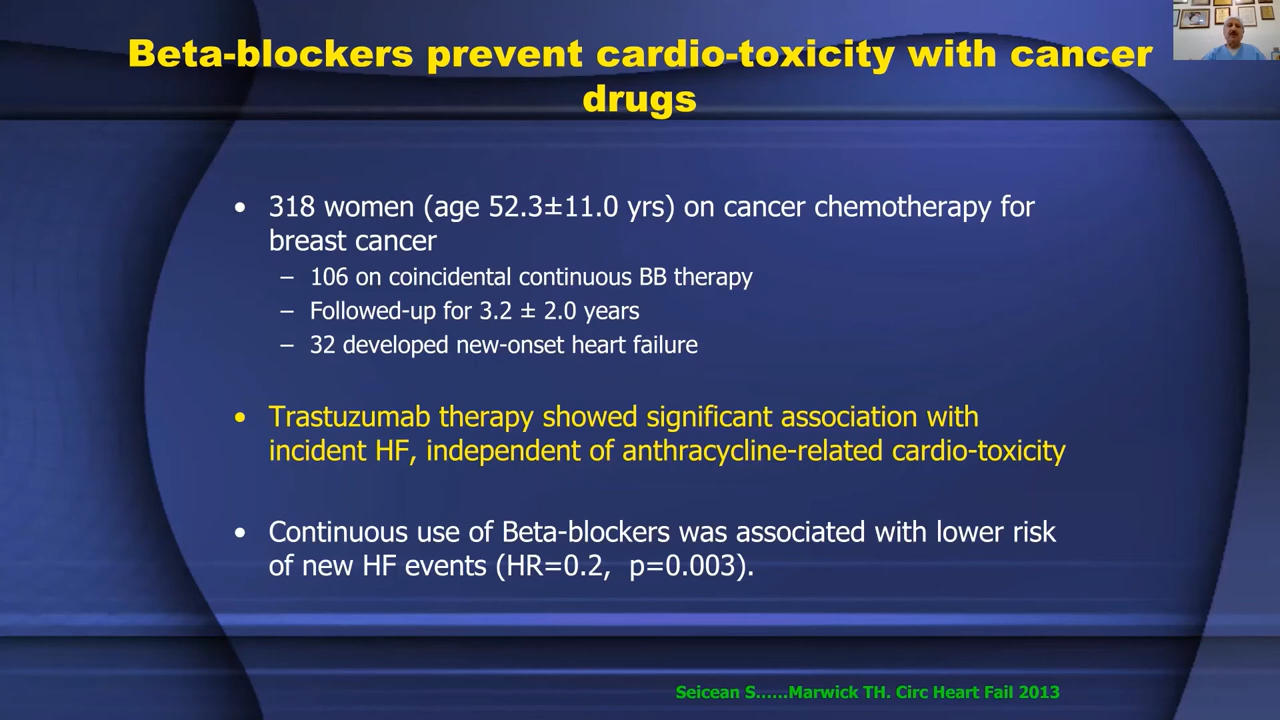 Beta-blockers prevent cardio-toxicity with cancer
drugs
• 318 women (age 52.3±11.0 yrs) on cancer chemotherapy for
breast cancer
– 106 on coincidental continuous BB therapy
– Followed-up for 3.2 ± 2.0 years
– 32 developed new-onset heart failure
• Trastuzumab therapy showed significant association with
incident HF, independent of anthracycline-related cardio-toxicity
• Continuous use of Beta-blockers was associated with lower risk
of new HF events (HR=0.2, p=0.003).
Seicean S......Marwick TH. Circ Heart Fail 2013